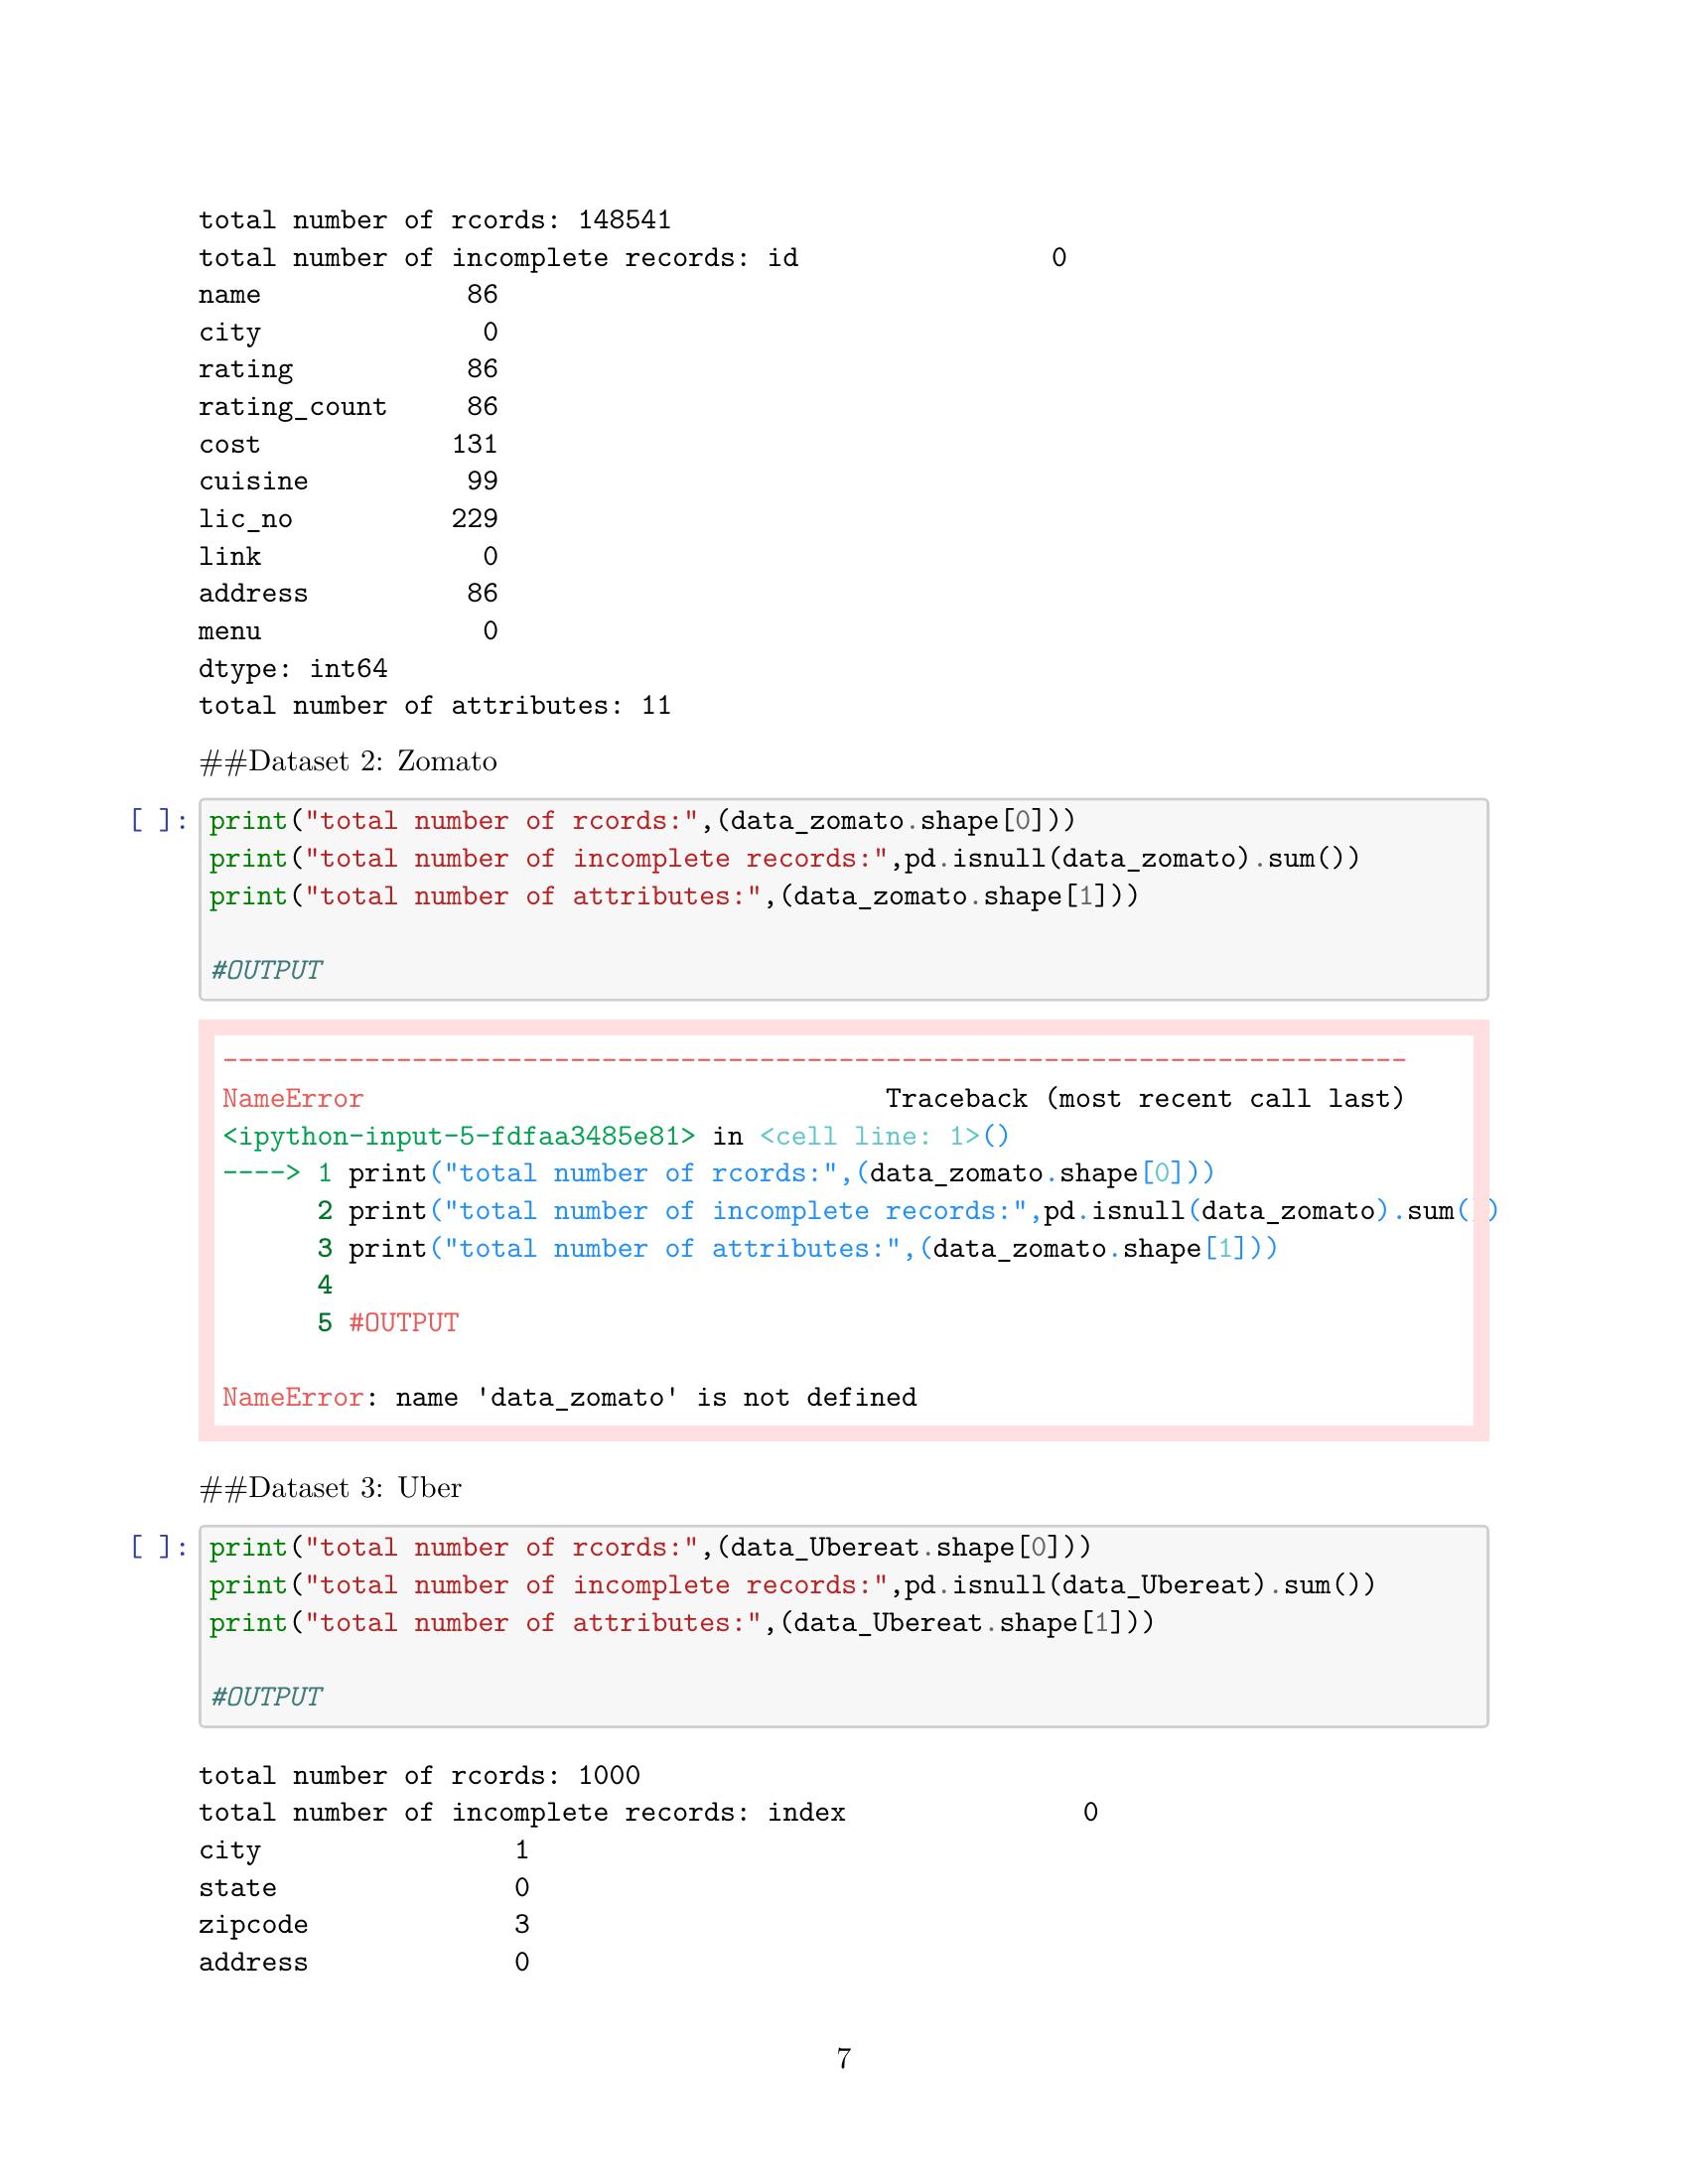 total number of rcords: 148541
total number of incomplete records: id                0
name             86
city              0
rating           86
rating_count     86
cost            131
cuisine          99
lic_no          229
link              0
address          86
menu              0
dtype: int64
total number of attributes: 11
##Dataset 2: Zomato
[ ]: print("total number of rcords:",(data_zomato.shape[0]))
print("total number of incomplete records:",pd.isnull(data_zomato).sum())
print("total number of attributes:",(data_zomato.shape[1]))
#OUTPUT
---------------------------------------------------------------------------
NameError                                 Traceback (most recent call last)
<ipython-input-5-fdfaa3485e81> in <cell line: 1>()
----> 1 print("total number of rcords:",(data_zomato.shape[0]))
      2 print("total number of incomplete records:",pd.isnull(data_zomato).sum())
      3 print("total number of attributes:",(data_zomato.shape[1]))
      4
      5 #OUTPUT
NameError: name 'data_zomato' is not defined
##Dataset 3: Uber
[ ]: print("total number of rcords:",(data_Ubereat.shape[0]))
print("total number of incomplete records:",pd.isnull(data_Ubereat).sum())
print("total number of attributes:",(data_Ubereat.shape[1]))
#OUTPUT
total number of rcords: 1000
total number of incomplete records: index               0
city                1
state               0
zipcode             3
address             0
7